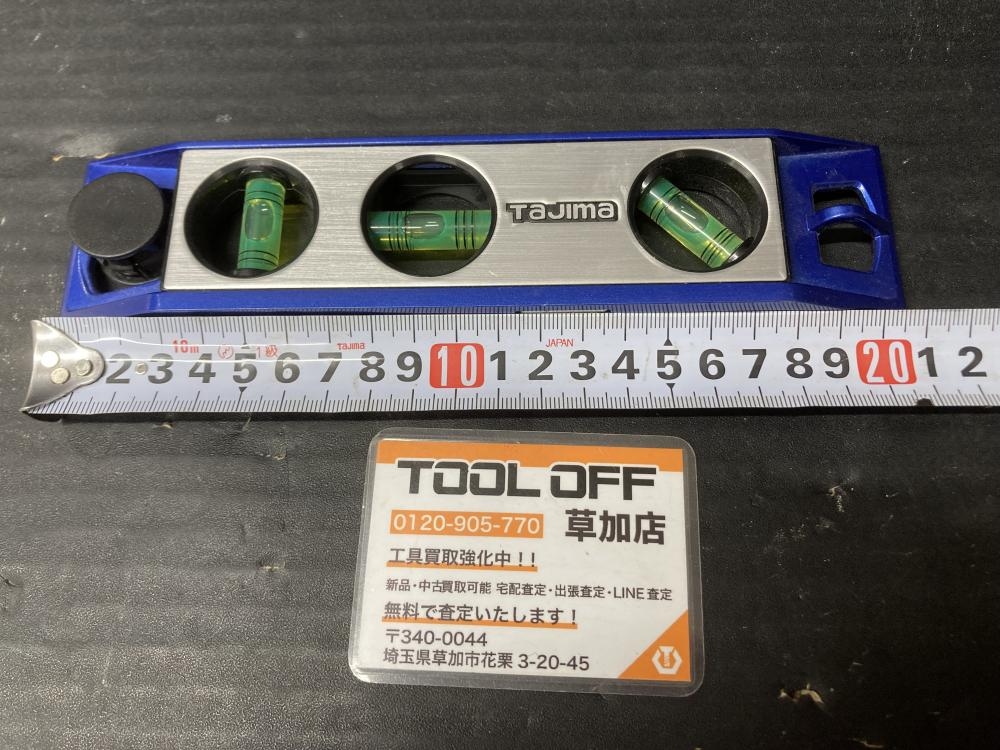 TaJima
10m 1級 Tajima JAPAN
2 3 4 5 6 7 8 9 10 1 2 3 4 5 6 7 8 9 20 1 2
TOOL OFF
0120-905-770 草加店
工具買取強化中！！
新品・中古買取可能 宅配査定・出張査定・LINE査定
無料で査定いたします！
〒340-0044
埼玉県草加市花栗 3-20-45